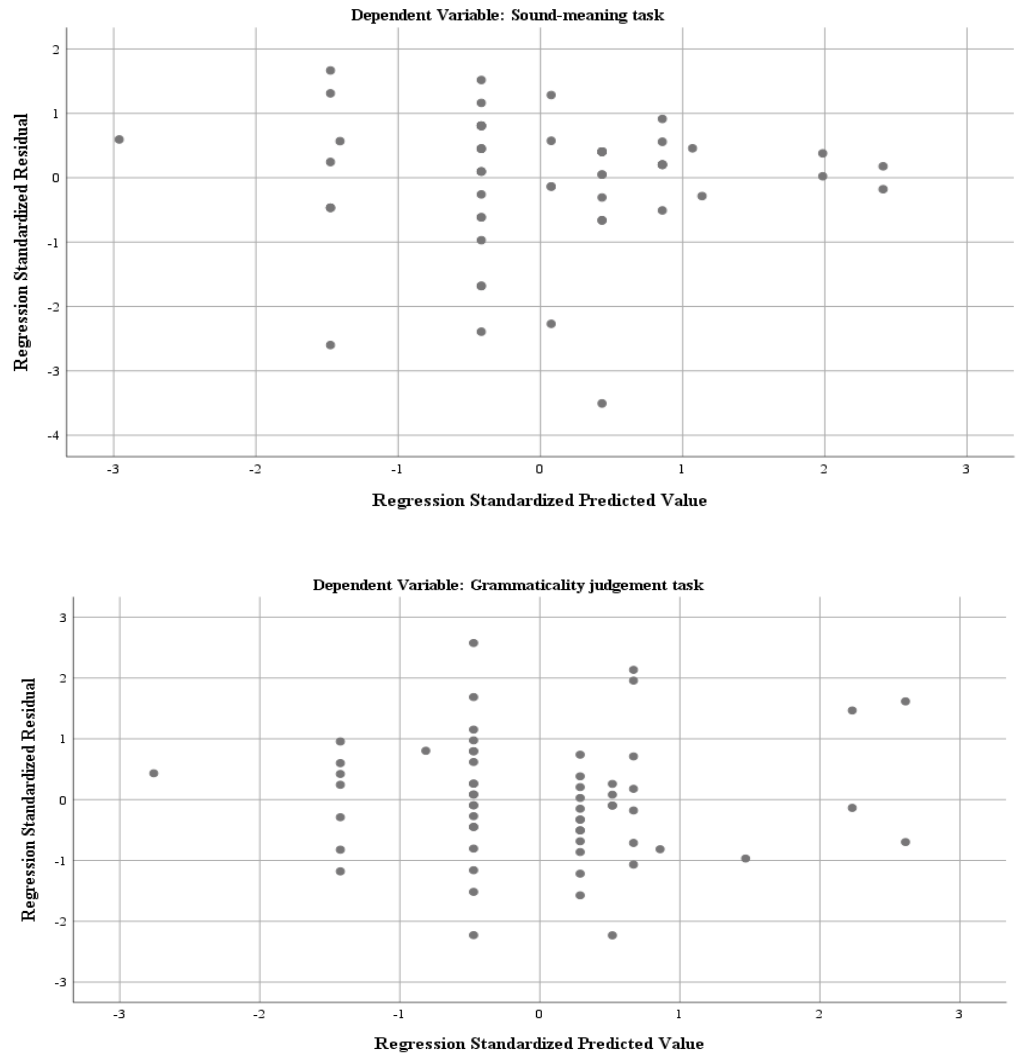 Dependent Variable: Sound-meaning task
2
1
0
-1
-2
-3
-4
Regression Standardized Residual
-3 -2 -1 0 1 2 3
Regression Standardized Predicted Value
Dependent Variable: Grammaticality judgement task
3
2
1
0
-1
-2
-3
Regression Standardized Residual
-3 -2 -1 0 1 2 3
Regression Standardized Predicted Value